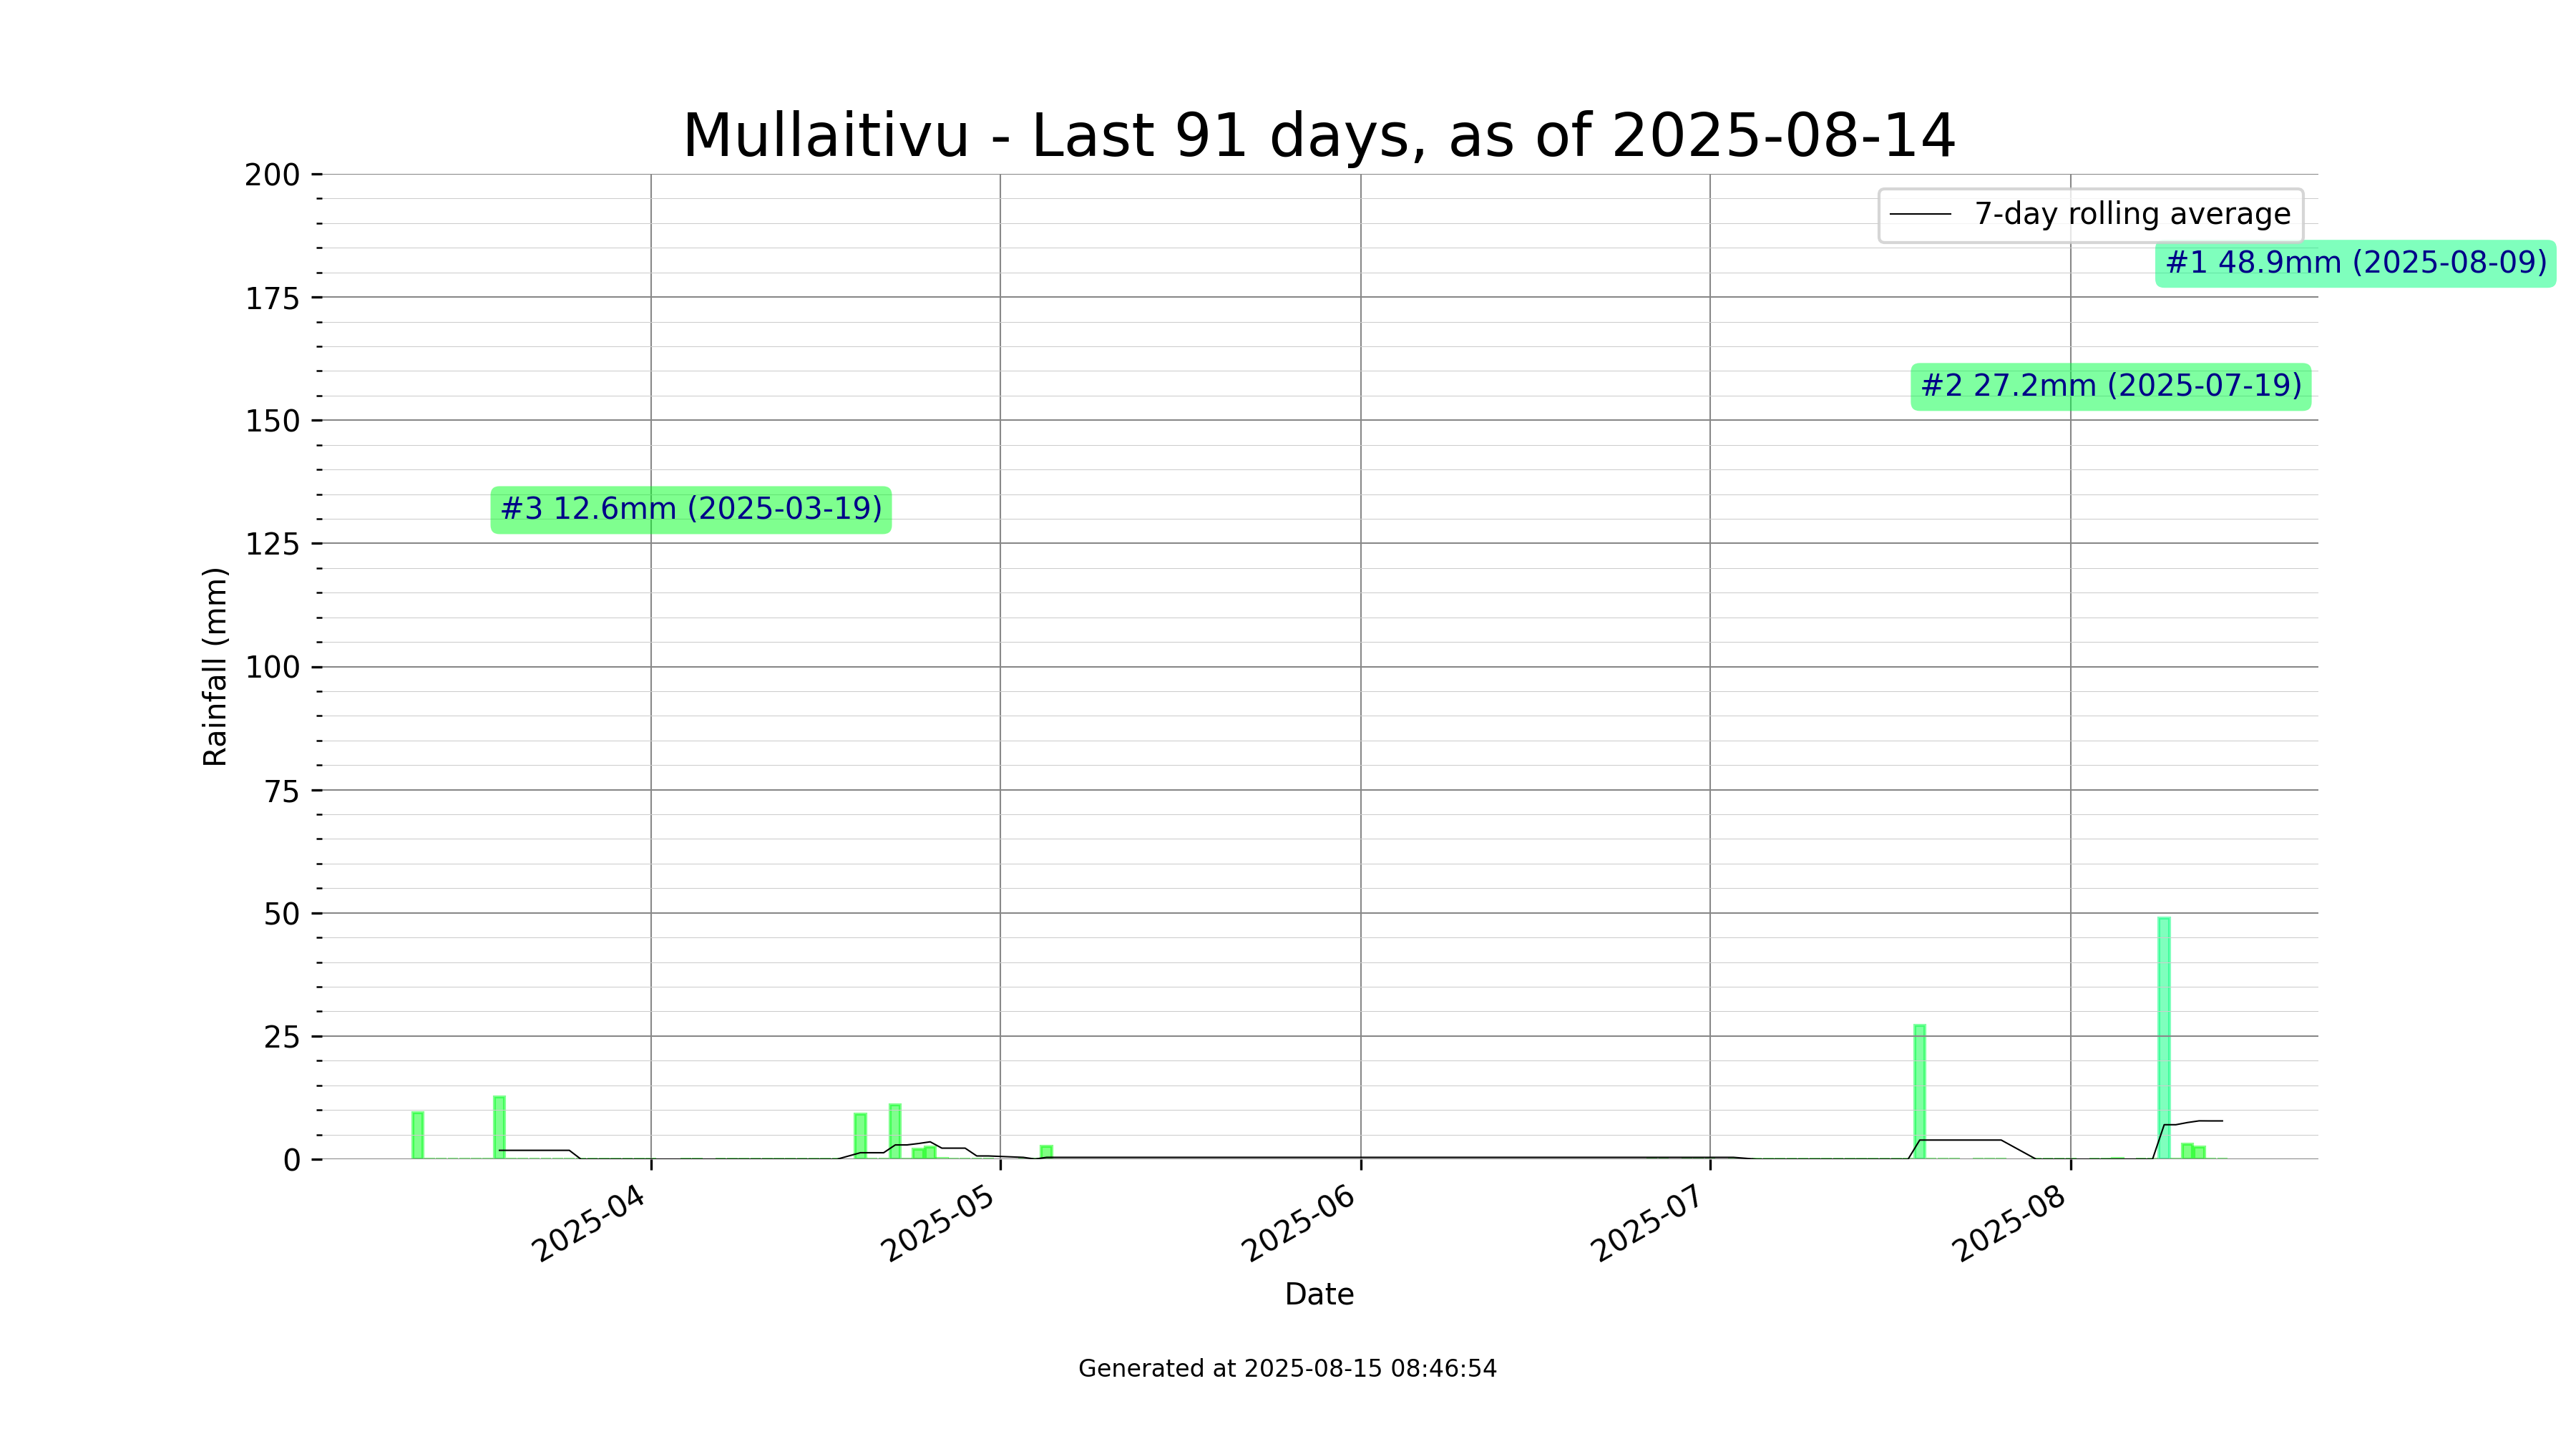 Mullaitivu - Last 91 days, as of 2025-08-14
7-day rolling average
#1 48.9mm (2025-08-09)
#2 27.2mm (2025-07-19)
#3 12.6mm (2025-03-19)
Rainfall (mm)
200
175
150
125
100
75
50
25
0
2025-04
2025-05
2025-06
2025-07
2025-08
Date
Generated at 2025-08-15 08:46:54